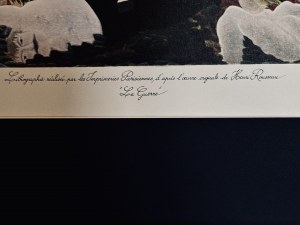 Lithographie réalisée par les Imprimeries Parisiennes d'après l'œuvre originale de Henri Rousseau
"La Guerre"